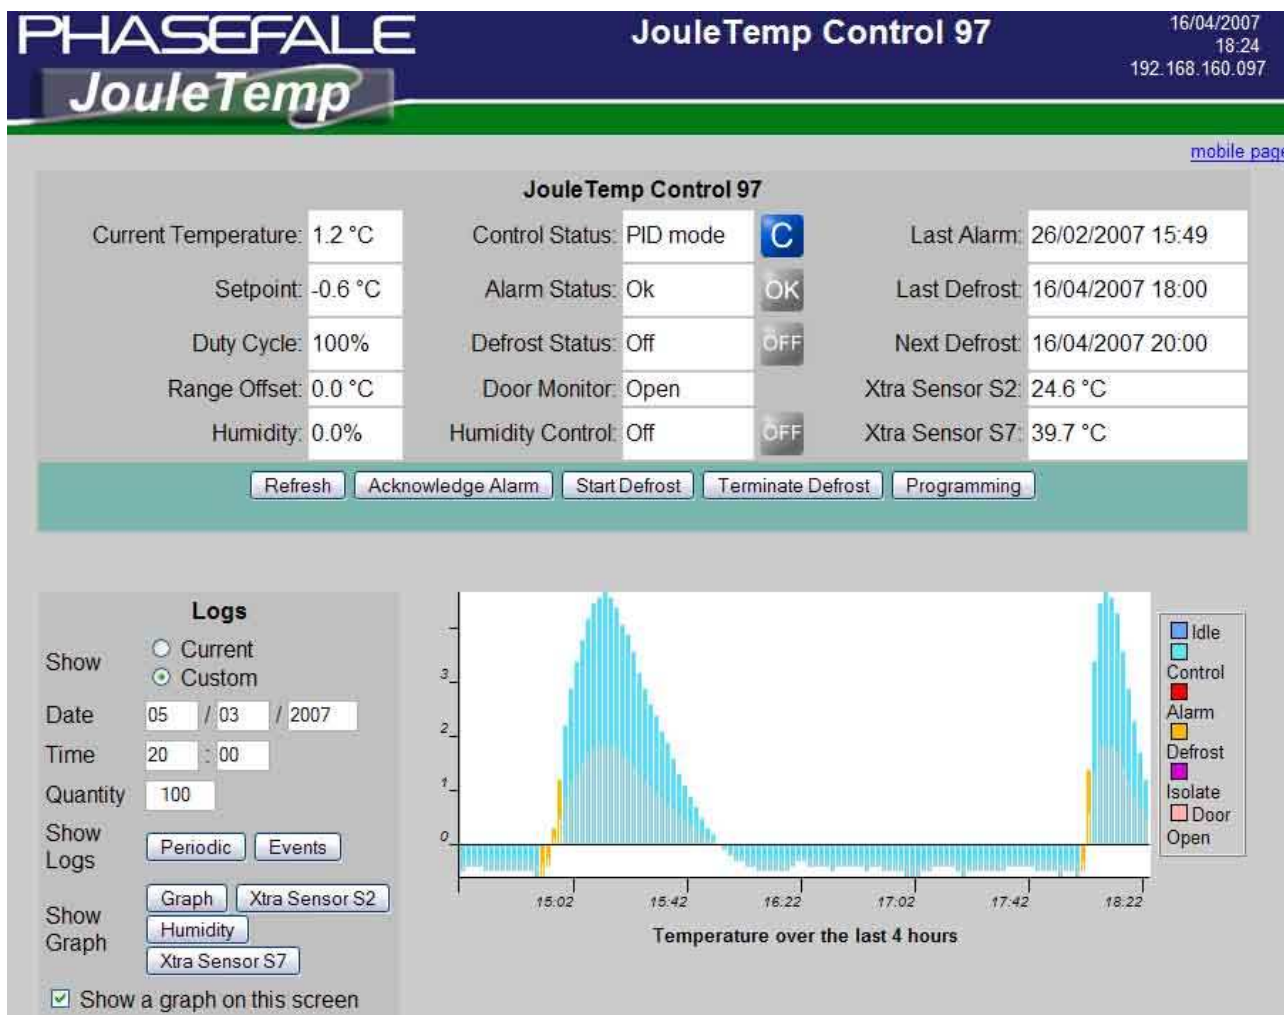 PHASEFALE
JouleTemp
JouleTemp Control 97
16/04/2007
18:24
192.168.160.097
mobile page
JouleTemp Control 97
Current Temperature: 1.2 °C Control Status: PID mode C Last Alarm: 26/02/2007 15:49
Setpoint: -0.6 °C Alarm Status: Ok OK Last Defrost: 16/04/2007 18:00
Duty Cycle: 100% Defrost Status: Off OFF Next Defrost: 16/04/2007 20:00
Range Offset: 0.0 °C Door Monitor: Open Xtra Sensor S2: 24.6 °C
Humidity: 0.0% Humidity Control: Off OFF Xtra Sensor S7: 39.7 °C
Refresh Acknowledge Alarm Start Defrost Terminate Defrost Programming
Logs
Show Current
Custom
Date 05 / 03 / 2007
Time 20 : 00
Quantity 100
Show
Logs
Periodic Events
Show
Graph
Graph Xtra Sensor S2
Humidity
Xtra Sensor S7
Show a graph on this screen
3
2
1
0
15:02 15:42 16:22 17:02 17:42 18:22
Temperature over the last 4 hours
Idle
Control
Alarm
Defrost
Isolate
Door
Open